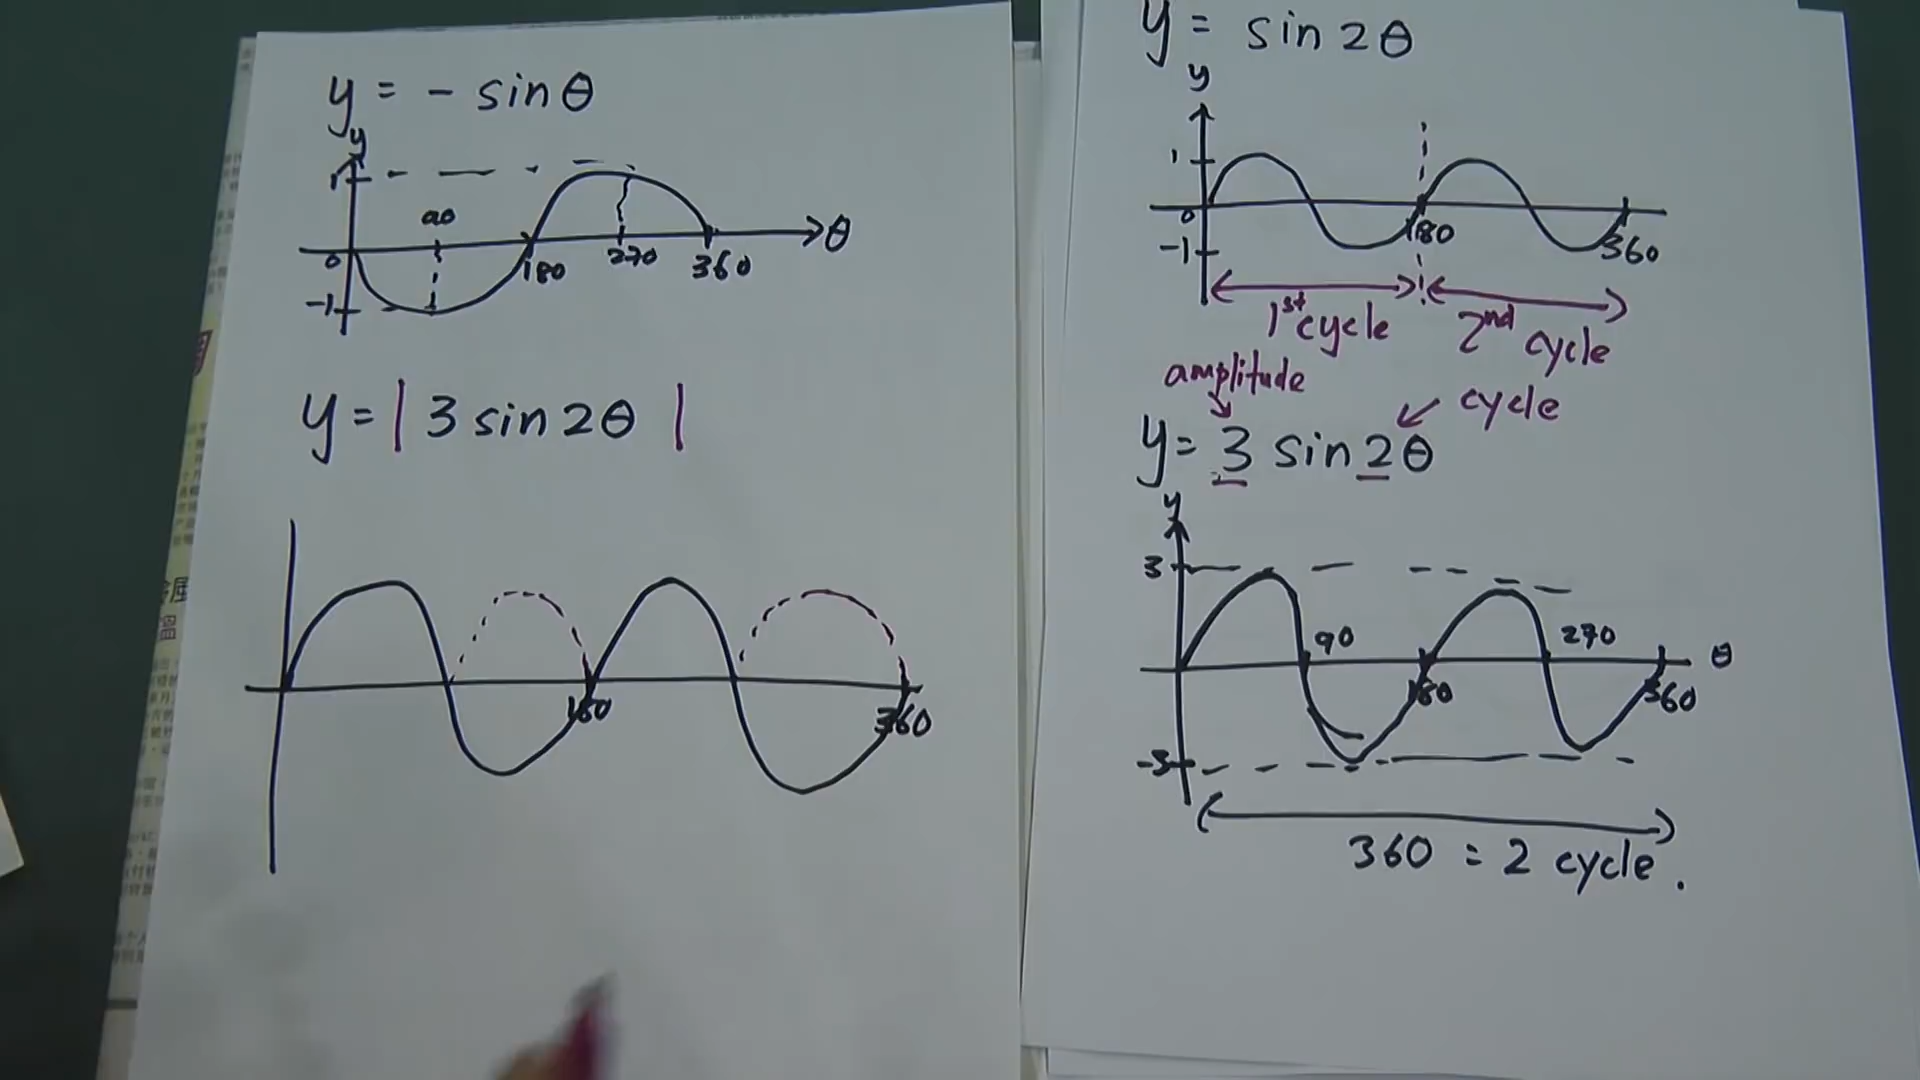 y = - sinθ
y
1
90
θ
0
180
270
360
-1
y = | 3 sin 2θ |
180
360
y = sin 2θ
y
1
0
180
360
-1
1st cycle
2nd cycle
amplitude
cycle
y = 3 sin 2θ
y
3
90
270
θ
180
360
-3
360 = 2 cycle.